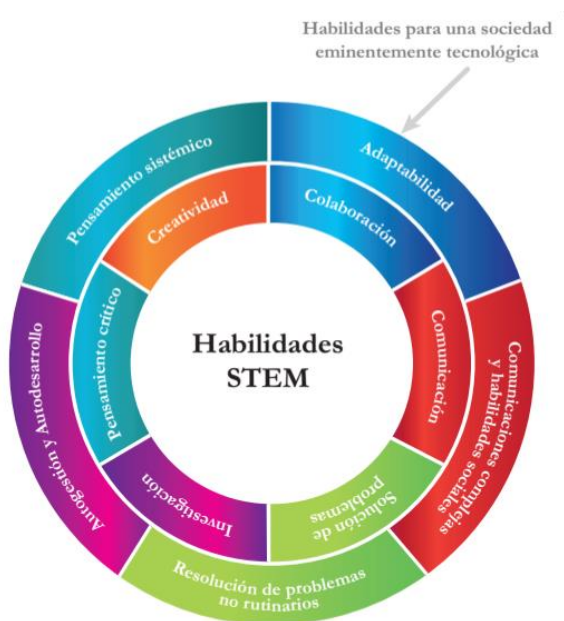 Habilidades para una sociedad
eminentemente tecnológica
Pensamiento sistémico
Adaptabilidad
Creatividad
Colaboración
Pensamiento crítico
Comunicación
Habilidades
STEM
Autogestión y Autodesarrollo
Comunicaciones complejas
y habilidades sociales
Investigación
Solución de
problemas
Resolución de problemas
no rutinarios